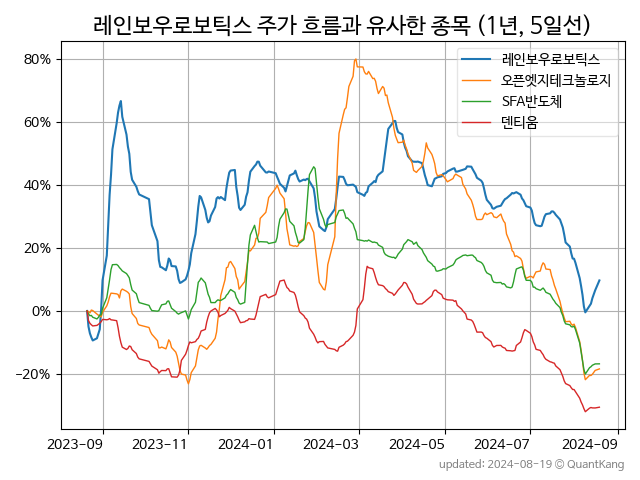 레인보우로보틱스 주가 흐름과 유사한 종목 (1년, 5일선)
레인보우로보틱스
오픈엣지테크놀로지
SFA반도체
덴티움
80%
60%
40%
20%
0%
−20%
2023-09
2023-11
2024-01
2024-03
2024-05
2024-07
2024-09
updated: 2024-08-19 © QuantKang